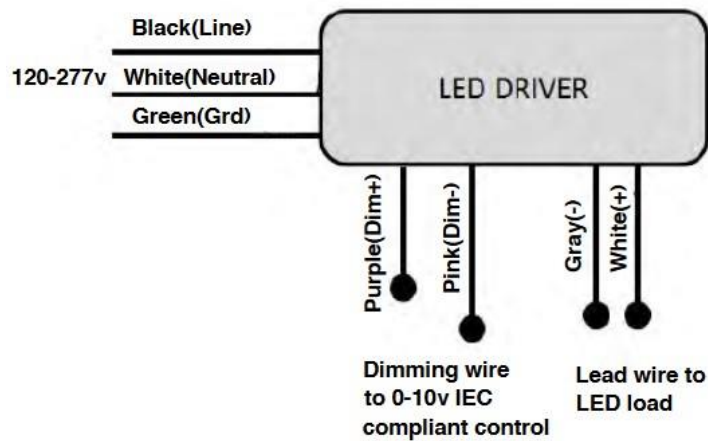 Black(Line)
120-277v White(Neutral)
Green(Grd)
LED DRIVER
Purple(Dim+)
Pink(Dim-)
Gray(-)
White(+)
Dimming wire
to 0-10v IEC
compliant control
Lead wire to
LED load